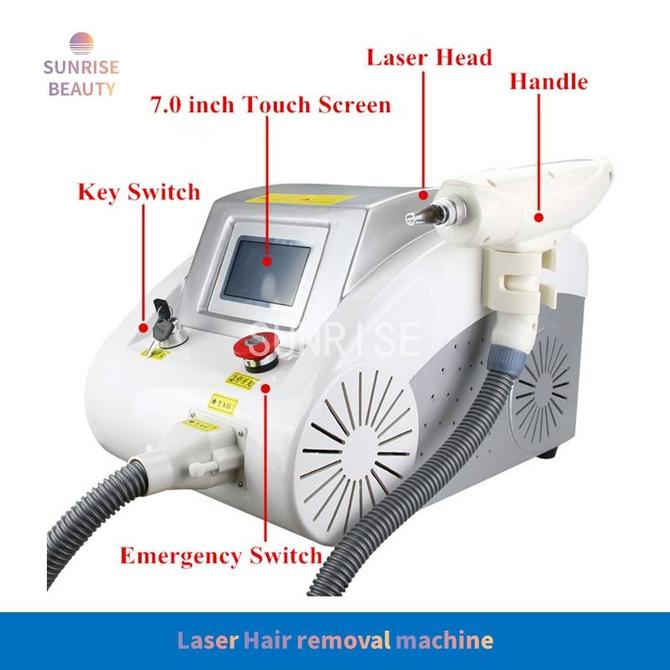 SUNRISE
BEAUTY
Laser Head
Handle
7.0 inch Touch Screen
Key Switch
SUNRISE
YAG
YAG
Emergency Switch
Laser Hair removal machine